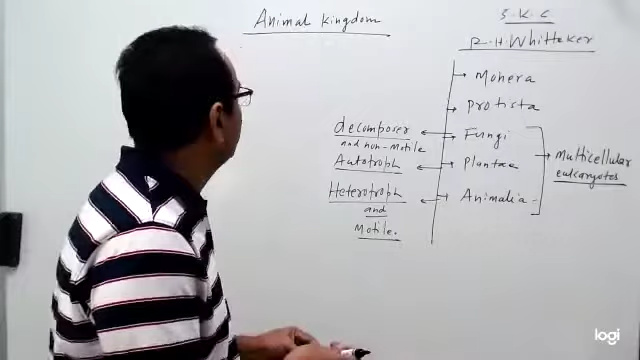 Animal Kingdom
5.K.C
R.H.Whittaker
Monera
Protista
decomposer
and non-motile
Fungi
Autotroph
Plantae
Multicellular
eukaryotes
Heterotroph
and
Motile.
Animalia
logi